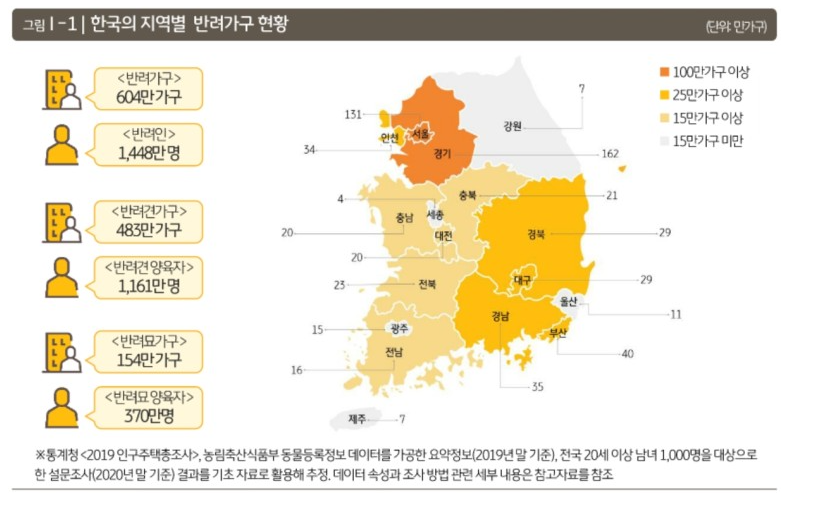 그림 I-1 | 한국의 지역별 반려가구 현황
(단위: 만가구)
<반려가구>
604만 가구
<반려인>
1,448만 명
<반려견가구>
483만 가구
<반려견 양육자>
1,161만 명
<반려묘가구>
154만 가구
<반려묘 양육자>
370만명
100만가구 이상
25만가구 이상
15만가구 이상
15만가구 미만
7
강원
131
인천
서울
34
경기
162
충북
21
4
세종
충남
20
대전
경북
29
20
전북
23
대구
29
울산
11
광주
15
경남
부산
40
전남
16
35
제주
7
※통계청 <2019 인구주택총조사>, 농림축산식품부 동물등록정보 데이터를 가공한 요약정보(2019년 말 기준), 전국 20세 이상 남녀 1,000명을 대상으로
한 설문조사(2020년 말 기준) 결과를 기초 자료로 활용해 추정. 데이터 속성과 조사 방법 관련 세부 내용은 참고자료를 참조